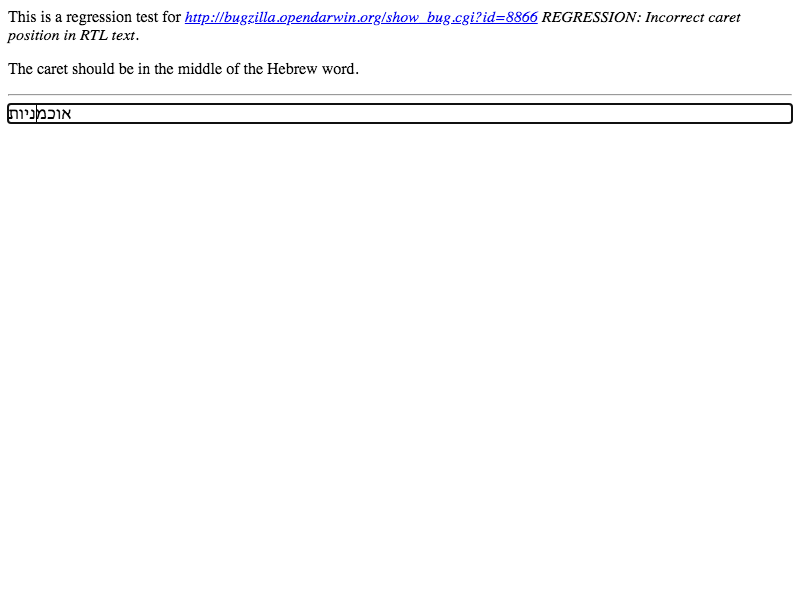 This is a regression test for http://bugzilla.opendarwin.org/show_bug.cgi?id=8866 REGRESSION: Incorrect caret
position in RTL text.
The caret should be in the middle of the Hebrew word.
אוכמניות